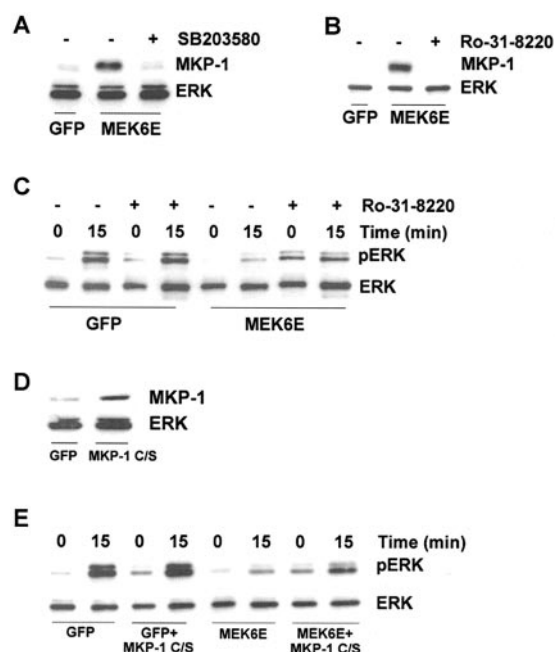 A
- - + SB203580
MKP-1
ERK
GFP MEK6E
B
- - + Ro-31-8220
MKP-1
ERK
GFP MEK6E
C
- - + + - - + + Ro-31-8220
0 15 0 15 0 15 0 15 Time (min)
pERK
ERK
GFP MEK6E
D
MKP-1
ERK
GFP MKP-1 C/S
E
0 15 0 15 0 15 0 15 Time (min)
pERK
ERK
GFP GFP+ MEK6E MEK6E+
MKP-1 C/S MKP-1 C/S